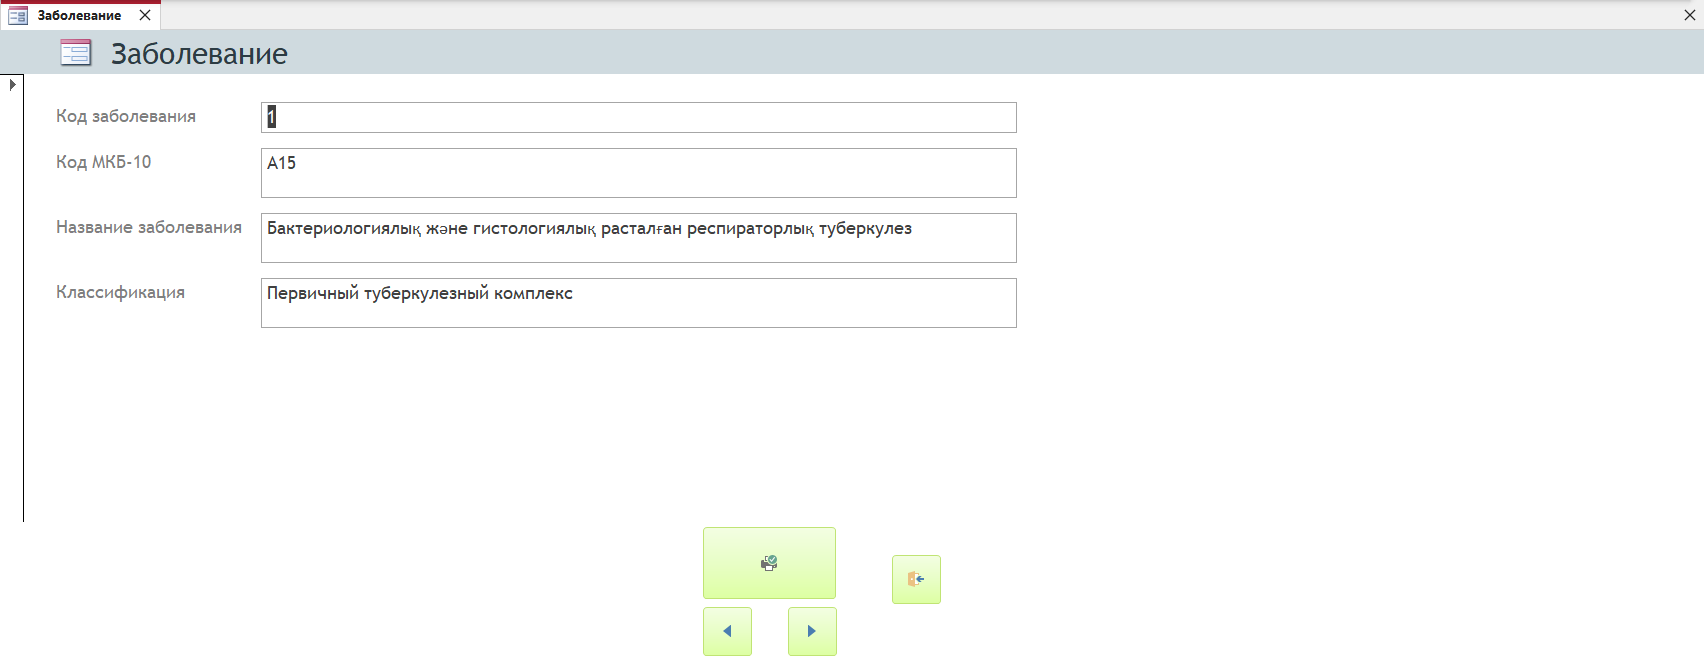 Заболевание
Заболевание
Код заболевания 1
Код МКБ-10 A15
Название заболевания Бактериологиялық және гистологиялық расталған респираторлық туберкулез
Классификация Первичный туберкулезный комплекс